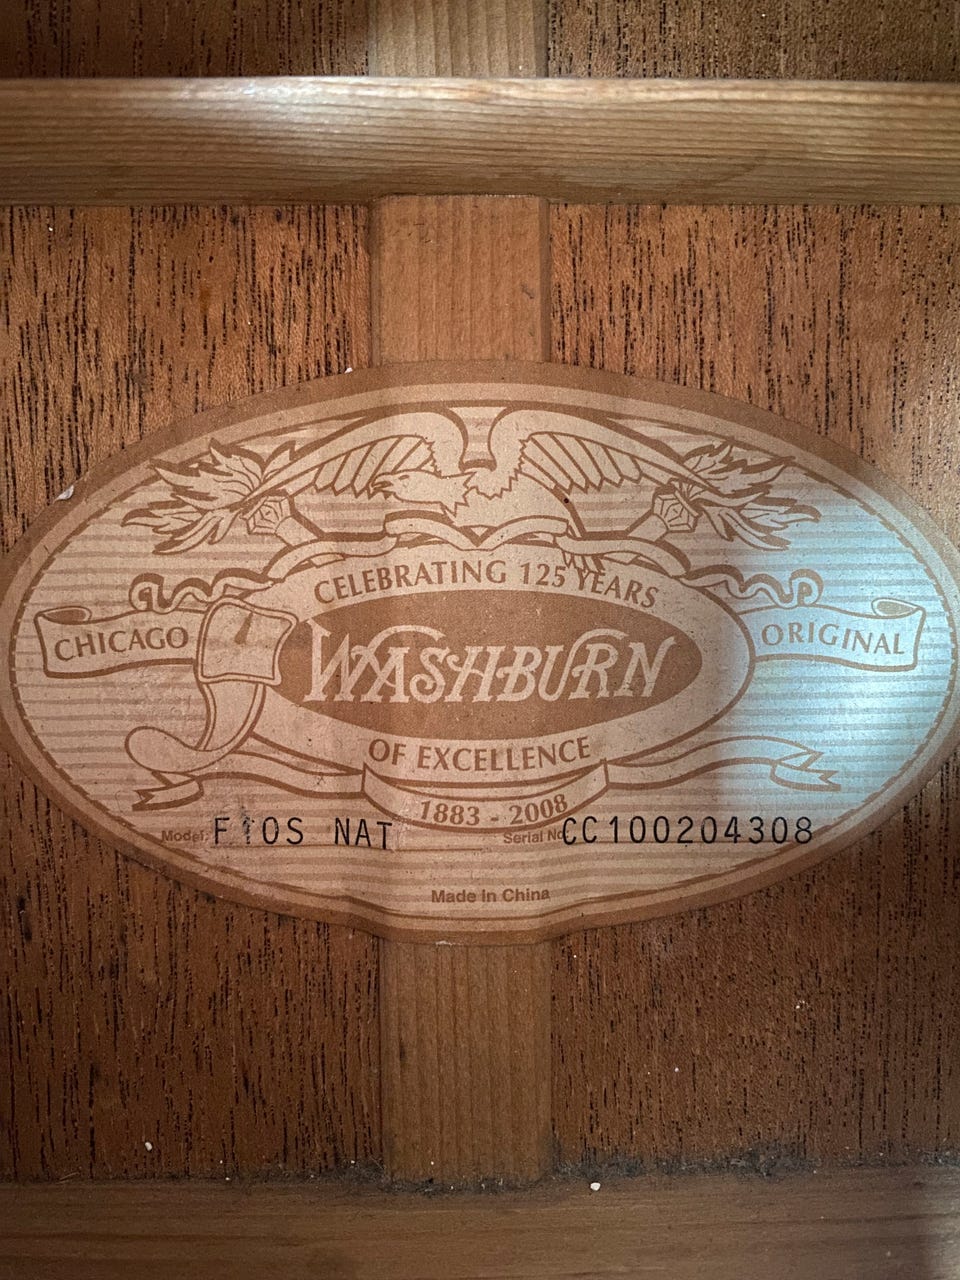 CELEBRATING 125 YEARS
CHICAGO WASHBURN ORIGINAL
OF EXCELLENCE
1883 - 2008
Model: F10S NAT Serial No CC100204308
Made in China